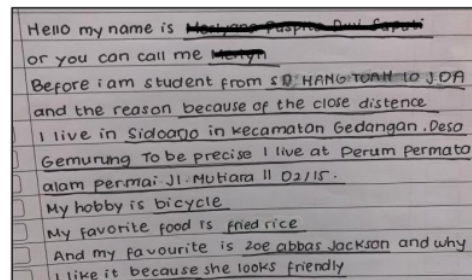 Hello my name is
or you can call me
Before i am student from SD HANG TUAH 10 JDA
and the reason because of the close distence
I live in Sidoarjo in kecamatan Gedangan. Desa
Gemurung To be precise I live at Perum Permata
alam permai Jl. Mutiara II 02/15.
My hobby is bicycle
My favorite food is fried rice
And my favourite is zoe abbas Jackson and why
I like it because she looks friendly